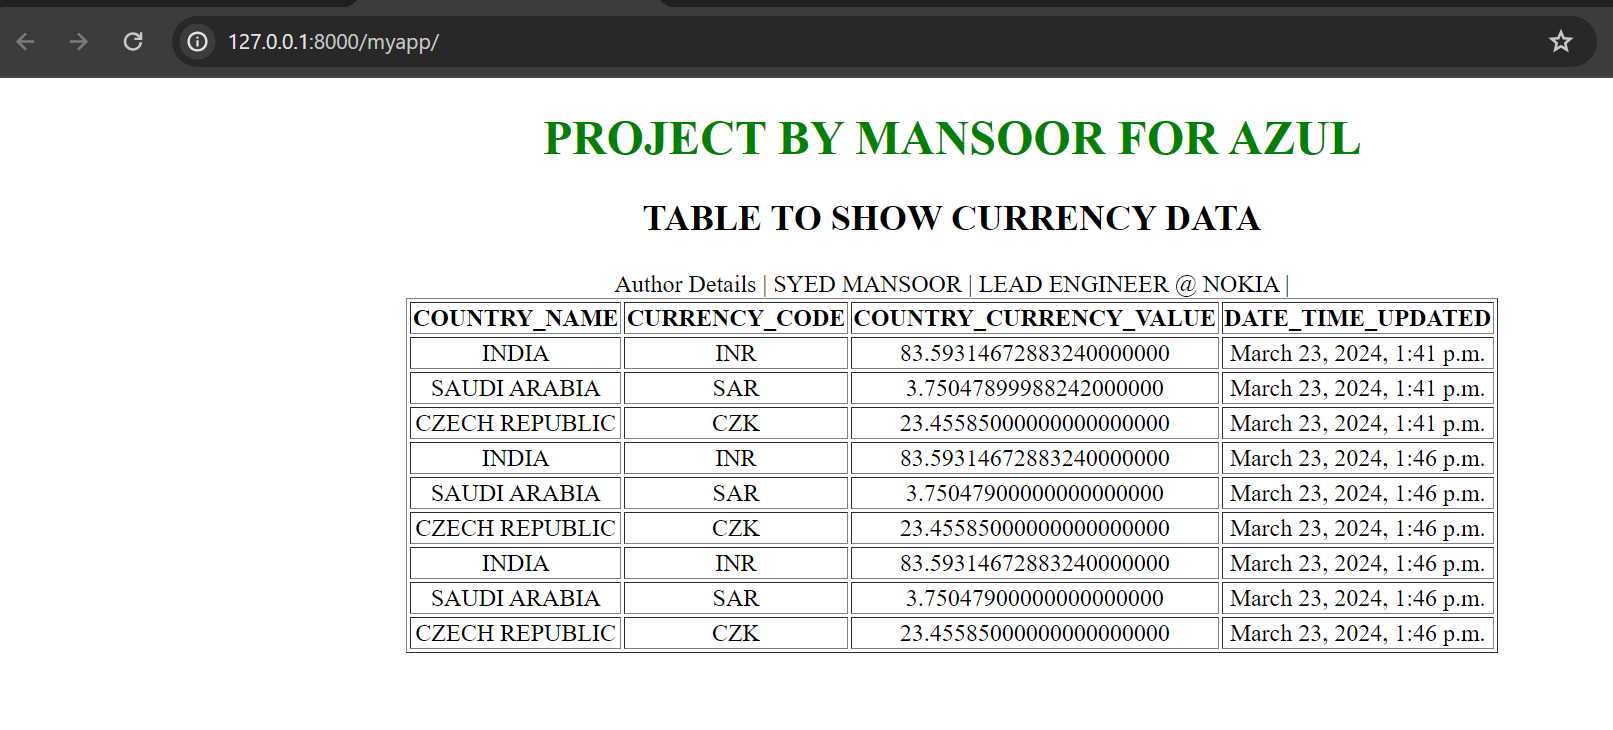 127.0.0.1:8000/myapp/
PROJECT BY MANSOOR FOR AZUL
TABLE TO SHOW CURRENCY DATA
Author Details | SYED MANSOOR | LEAD ENGINEER @ NOKIA |
COUNTRY_NAME CURRENCY_CODE COUNTRY_CURRENCY_VALUE DATE_TIME_UPDATED
INDIA INR 83.59314672883240000000 March 23, 2024, 1:41 p.m.
SAUDI ARABIA SAR 3.75047899988242000000 March 23, 2024, 1:41 p.m.
CZECH REPUBLIC CZK 23.45585000000000000000 March 23, 2024, 1:41 p.m.
INDIA INR 83.59314672883240000000 March 23, 2024, 1:46 p.m.
SAUDI ARABIA SAR 3.75047900000000000000 March 23, 2024, 1:46 p.m.
CZECH REPUBLIC CZK 23.45585000000000000000 March 23, 2024, 1:46 p.m.
INDIA INR 83.59314672883240000000 March 23, 2024, 1:46 p.m.
SAUDI ARABIA SAR 3.75047900000000000000 March 23, 2024, 1:46 p.m.
CZECH REPUBLIC CZK 23.45585000000000000000 March 23, 2024, 1:46 p.m.